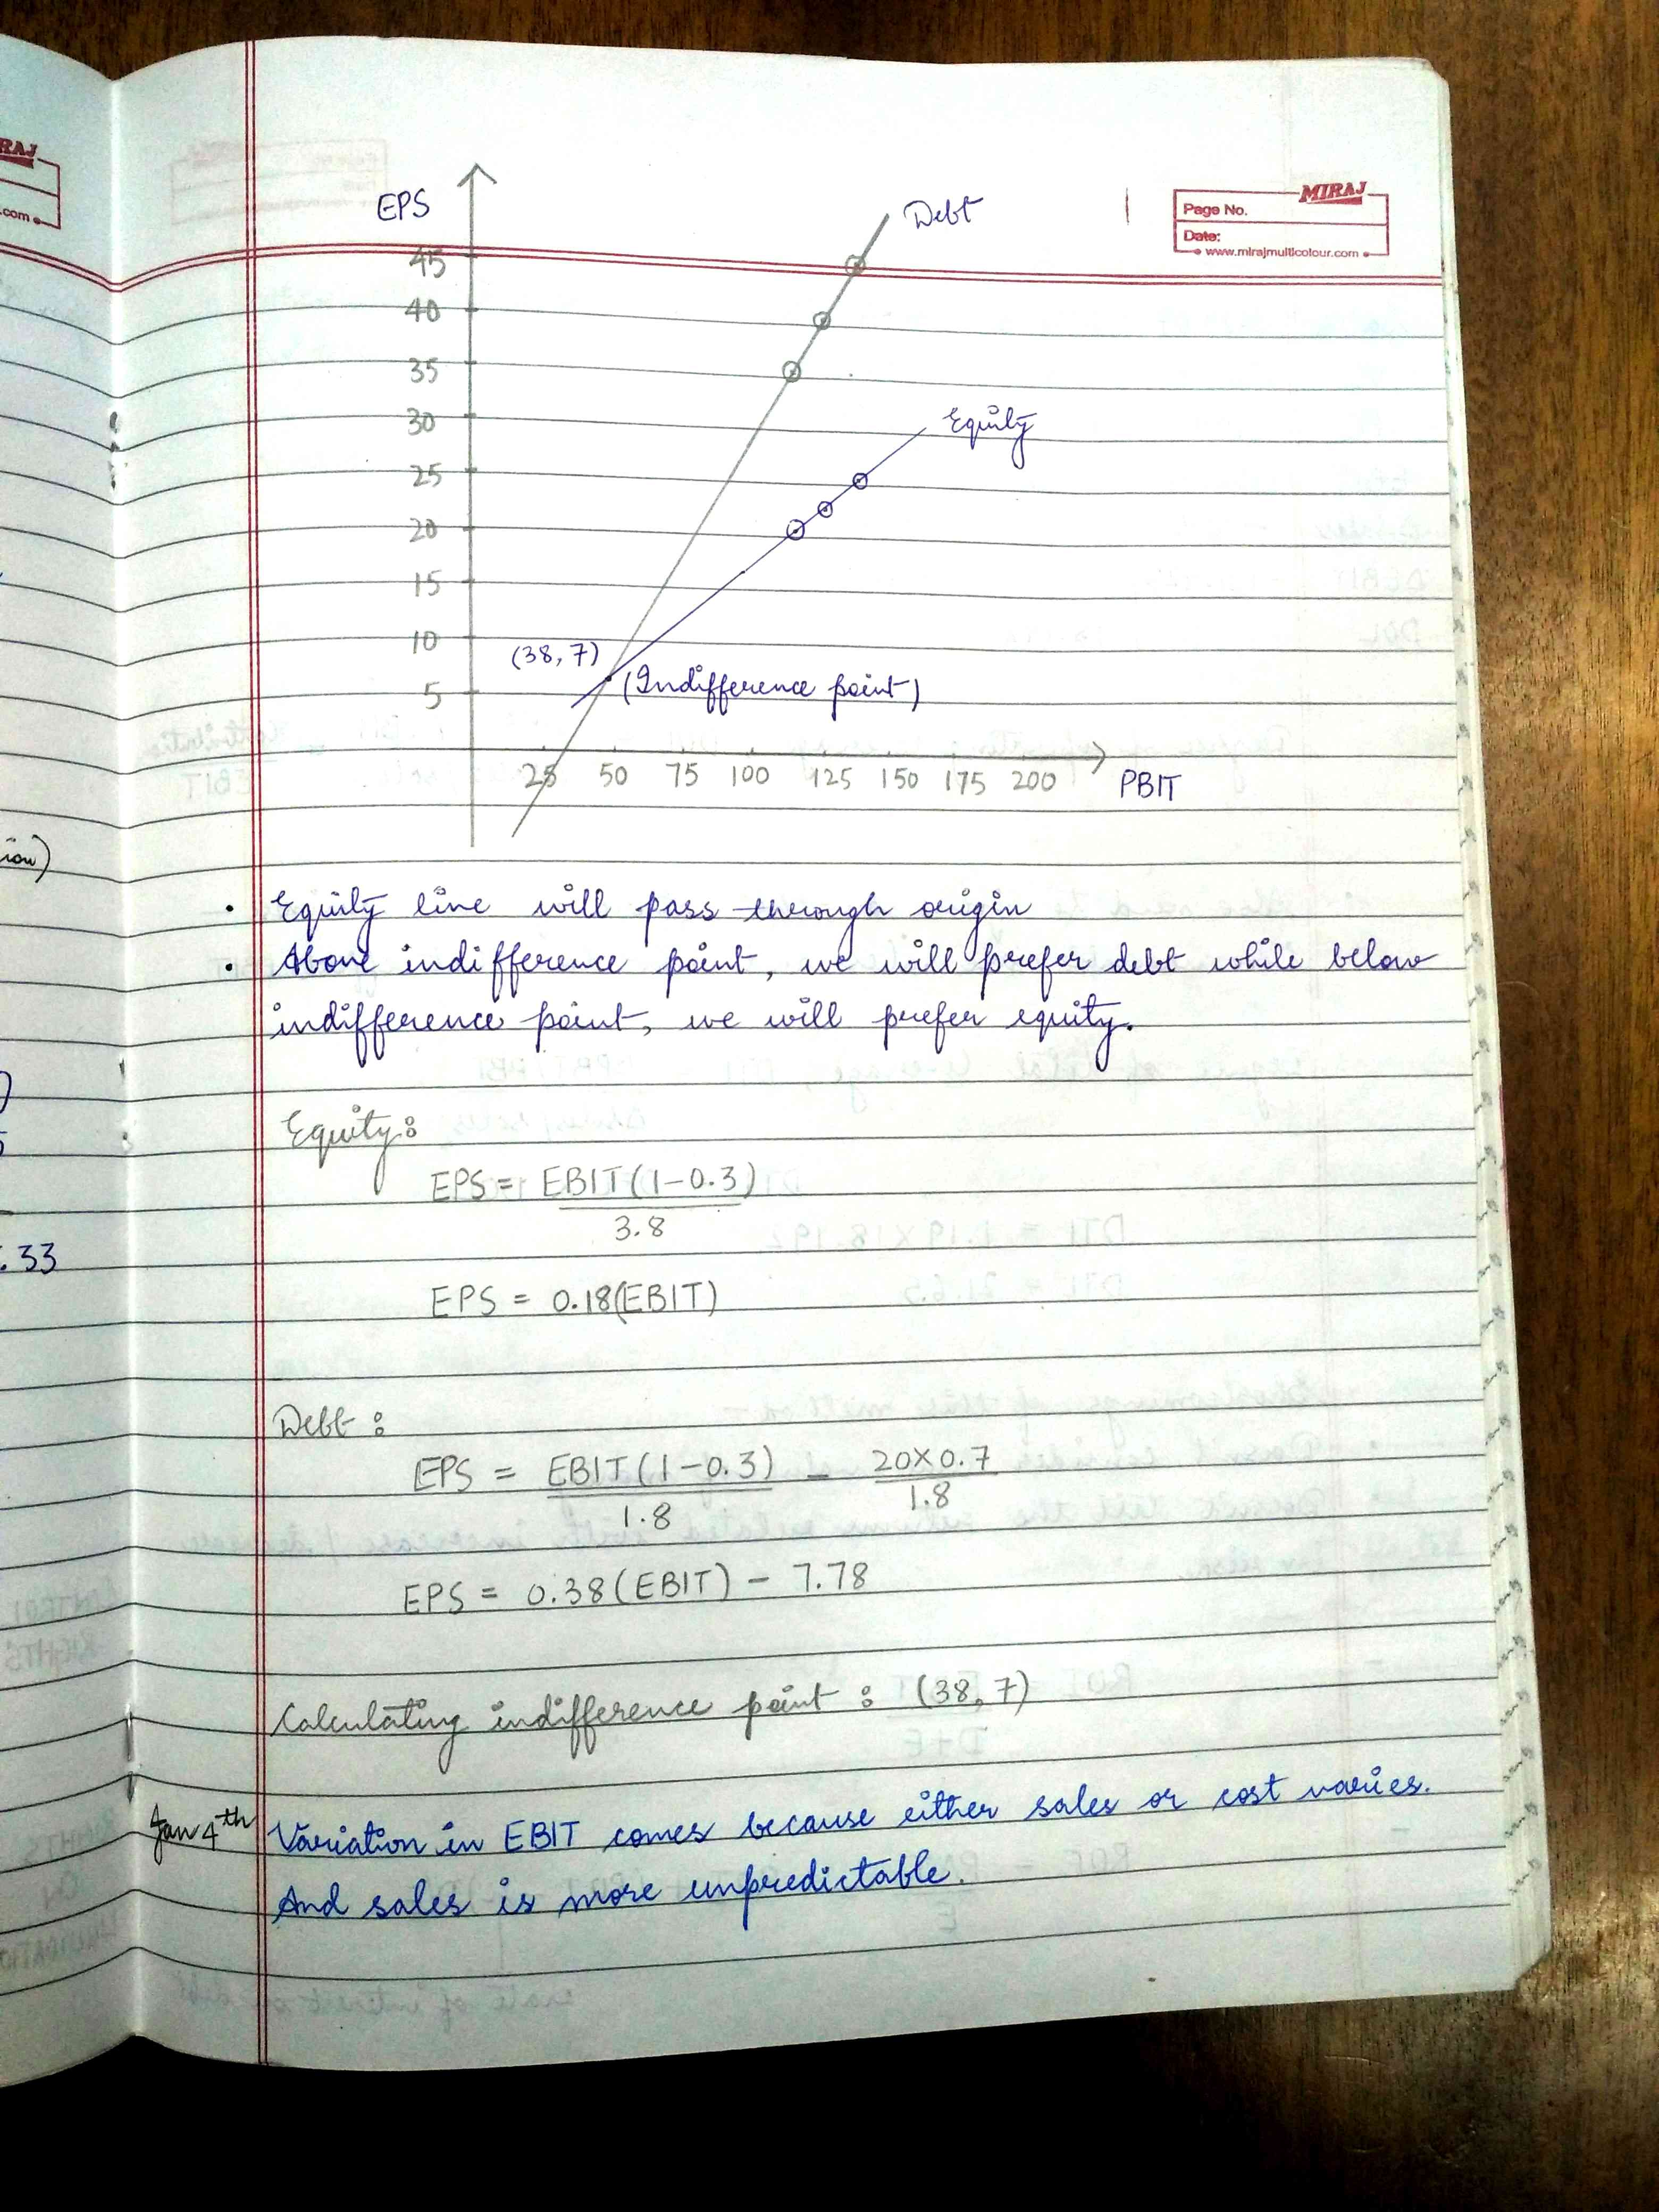 RAJ
.com
MIRAJ
Page No.
Date:
www.mirajmulticolour.com
EPS
Debt
45
40
35
30
Equity
25
20
15
10
(38, 7)
(Indifference point)
5
25 50 75 100 125 150 175 200
PBIT
• Equity line will pass through origin
• Above indifference point, we will prefer debt while below
indifference point, we will prefer equity.
ion)
Equity:
EPS = EBIT(1-0.3)
3.8
.33
EPS = 0.18(EBIT)
Debt:
EPS = EBIT(1-0.3) - 20×0.7
1.8 1.8
EPS = 0.38(EBIT) - 7.78
Calculating indifference point: (38, 7)
Jan 4th Variation in EBIT comes because either sales or cost varies.
And sales is more unpredictable.